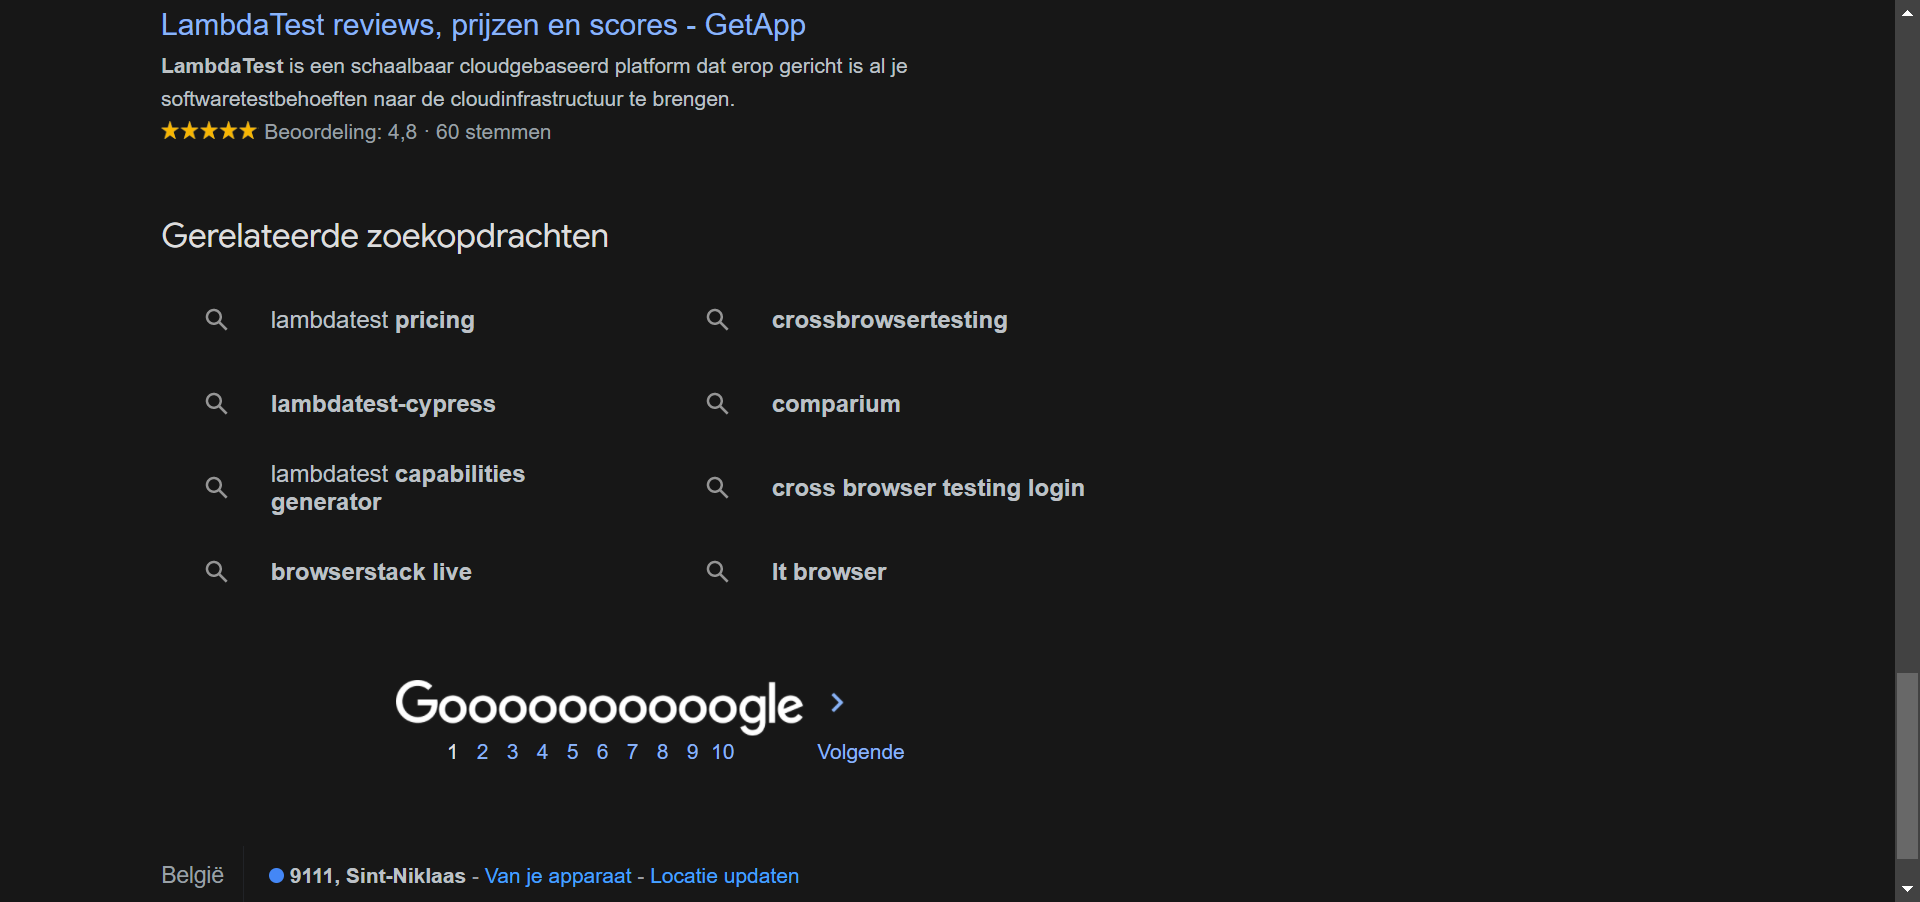 LambdaTest reviews, prijzen en scores - GetApp
LambdaTest is een schaalbaar cloudgebaseerd platform dat erop gericht is al je
softwaretestbehoeften naar de cloudinfrastructuur te brengen.
Beoordeling: 4,8 · 60 stemmen
Gerelateerde zoekopdrachten
lambdatest pricing
crossbrowsertesting
lambdatest-cypress
comparium
lambdatest capabilities
generator
cross browser testing login
browserstack live
lt browser
Goooooooooogle
1 2 3 4 5 6 7 8 9 10 Volgende
België
9111, Sint-Niklaas - Van je apparaat - Locatie updaten